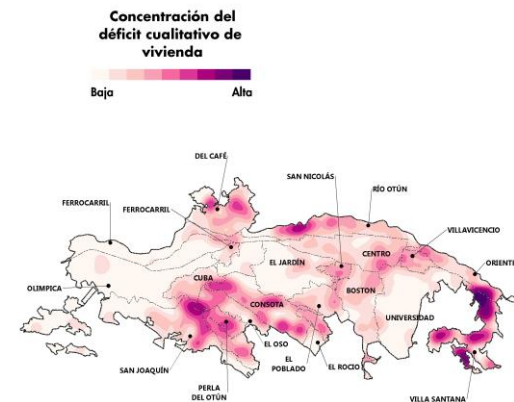 Concentración del
déficit cualitativo de
vivienda
Baja
Alta
DEL CAFÉ
SAN NICOLÁS
RÍO OTÚN
FERROCARRIL
FERROCARRIL
VILLAVICENCIO
EL JARDÍN
CENTRO
ORIENTE
CUBA
OLIMPICA
BOSTON
CONSOTA
UNIVERSIDAD
EL OSO
EL
POBLADO
EL ROCIO
SAN JOAQUÍN
PERLA
DEL OTÚN
VILLA SANTANA